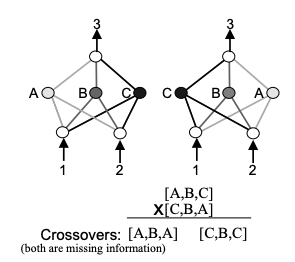 3 3
A B C C B A
1 2 1 2
[A,B,C]
X[C,B,A]
Crossovers: [A,B,A] [C,B,C]
(both are missing information)